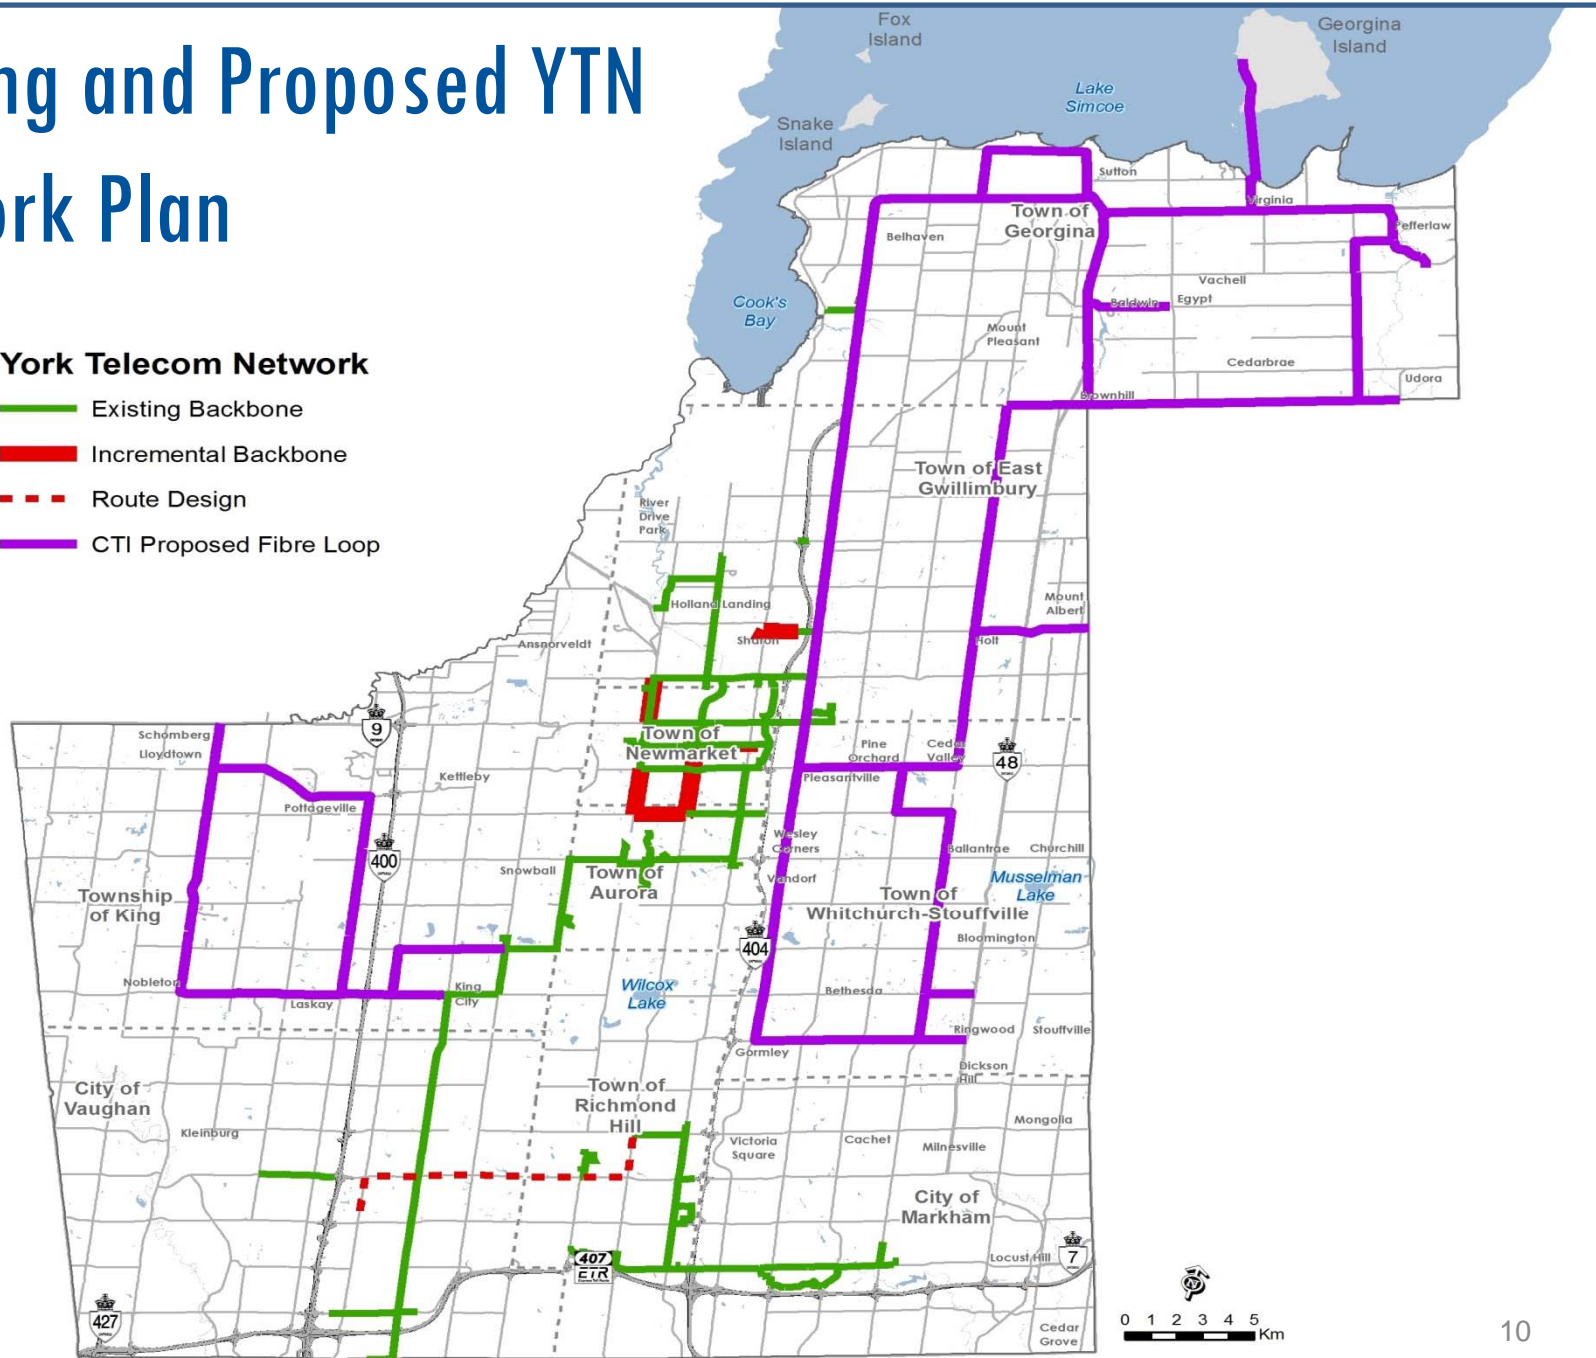 ng and Proposed YTN
ork Plan
York Telecom Network
Existing Backbone
Incremental Backbone
Route Design
CTI Proposed Fibre Loop
Fox
Island
Georgina
Island
Lake
Simcoe
Snake
Island
Sutton
Virginia
Town of
Georgina
Pefferlaw
Belhaven
Vachell
Baldwin
Egypt
Cook's
Bay
Mount
Pleasant
Cedarbrae
Udora
Brownhill
Town of East
Gwillimbury
River
Drive
Park
Holland Landing
Mount
Albert
Sharon
Holt
Ansnorveldt
9
Schomberg
Lloydtown
Town of
Newmarket
Pine
Orchard
Cedar
Valley
48
Kettleby
Pleasantville
Pottageville
400
Wesley
Corners
Ballantrae
Churchill
Snowball
Town of
Aurora
Vandorf
Musselman
Lake
Township
of King
Town of
Whitchurch-Stouffville
404
Bloomington
Nobleton
King
City
Wilcox
Lake
Bethesda
Laskay
Ringwood
Stouffville
Gormley
Dickson
Hill
City of
Vaughan
Town of
Richmond
Hill
Kleinburg
Victoria
Square
Cachet
Milnesville
Mongolia
City of
Markham
407
ETR
Locust Hill
7
427
Cedar
Grove
N
0 1 2 3 4 5
Km
10